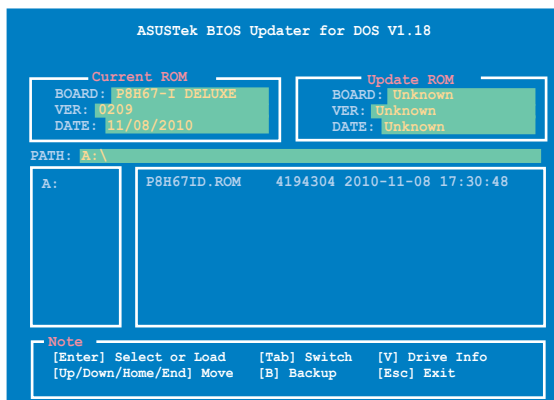 ASUSTek BIOS Updater for DOS V1.18
Current ROM
BOARD: P8H67-I DELUXE
VER: 0209
DATE: 11/08/2010
Update ROM
BOARD: Unknown
VER: Unknown
DATE: Unknown
PATH: A:\
A:
P8H67ID.ROM 4194304 2010-11-08 17:30:48
Note
[Enter] Select or Load [Tab] Switch [V] Drive Info
[Up/Down/Home/End] Move [B] Backup [Esc] Exit